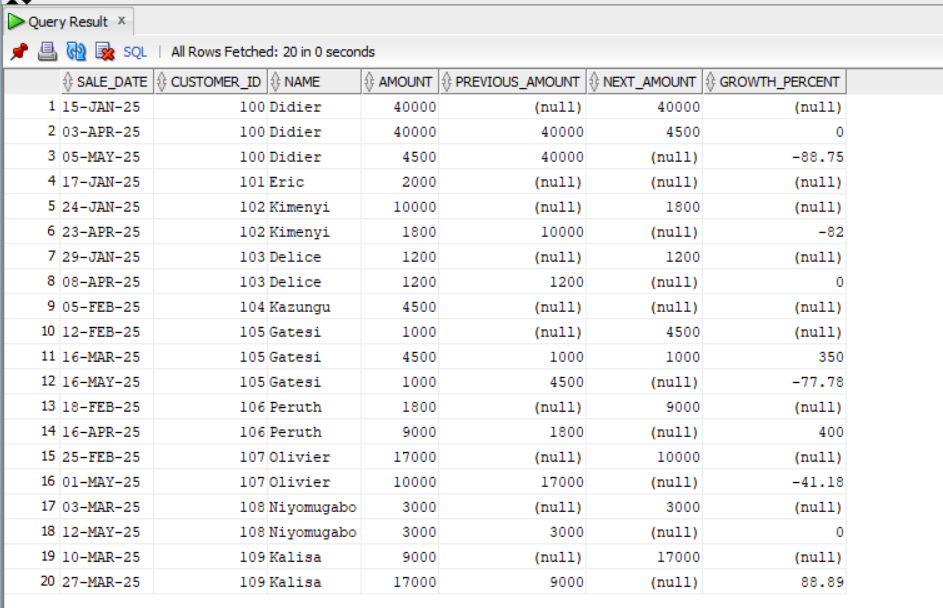 Query Result x
SQL | All Rows Fetched: 20 in 0 seconds
SALE_DATE CUSTOMER_ID NAME AMOUNT PREVIOUS_AMOUNT NEXT_AMOUNT GROWTH_PERCENT
1 15-JAN-25 100 Didier 40000 (null) 40000 (null)
2 03-APR-25 100 Didier 40000 40000 4500 0
3 05-MAY-25 100 Didier 4500 40000 (null) -88.75
4 17-JAN-25 101 Eric 2000 (null) (null) (null)
5 24-JAN-25 102 Kimenyi 10000 (null) 1800 (null)
6 23-APR-25 102 Kimenyi 1800 10000 (null) -82
7 29-JAN-25 103 Delice 1200 (null) 1200 (null)
8 08-APR-25 103 Delice 1200 1200 (null) 0
9 05-FEB-25 104 Kazungu 4500 (null) (null) (null)
10 12-FEB-25 105 Gatesi 1000 (null) 4500 (null)
11 16-MAR-25 105 Gatesi 4500 1000 1000 350
12 16-MAY-25 105 Gatesi 1000 4500 (null) -77.78
13 18-FEB-25 106 Peruth 1800 (null) 9000 (null)
14 16-APR-25 106 Peruth 9000 1800 (null) 400
15 25-FEB-25 107 Olivier 17000 (null) 10000 (null)
16 01-MAY-25 107 Olivier 10000 17000 (null) -41.18
17 03-MAR-25 108 Niyomugabo 3000 (null) 3000 (null)
18 12-MAY-25 108 Niyomugabo 3000 3000 (null) 0
19 10-MAR-25 109 Kalisa 9000 (null) 17000 (null)
20 27-MAR-25 109 Kalisa 17000 9000 (null) 88.89